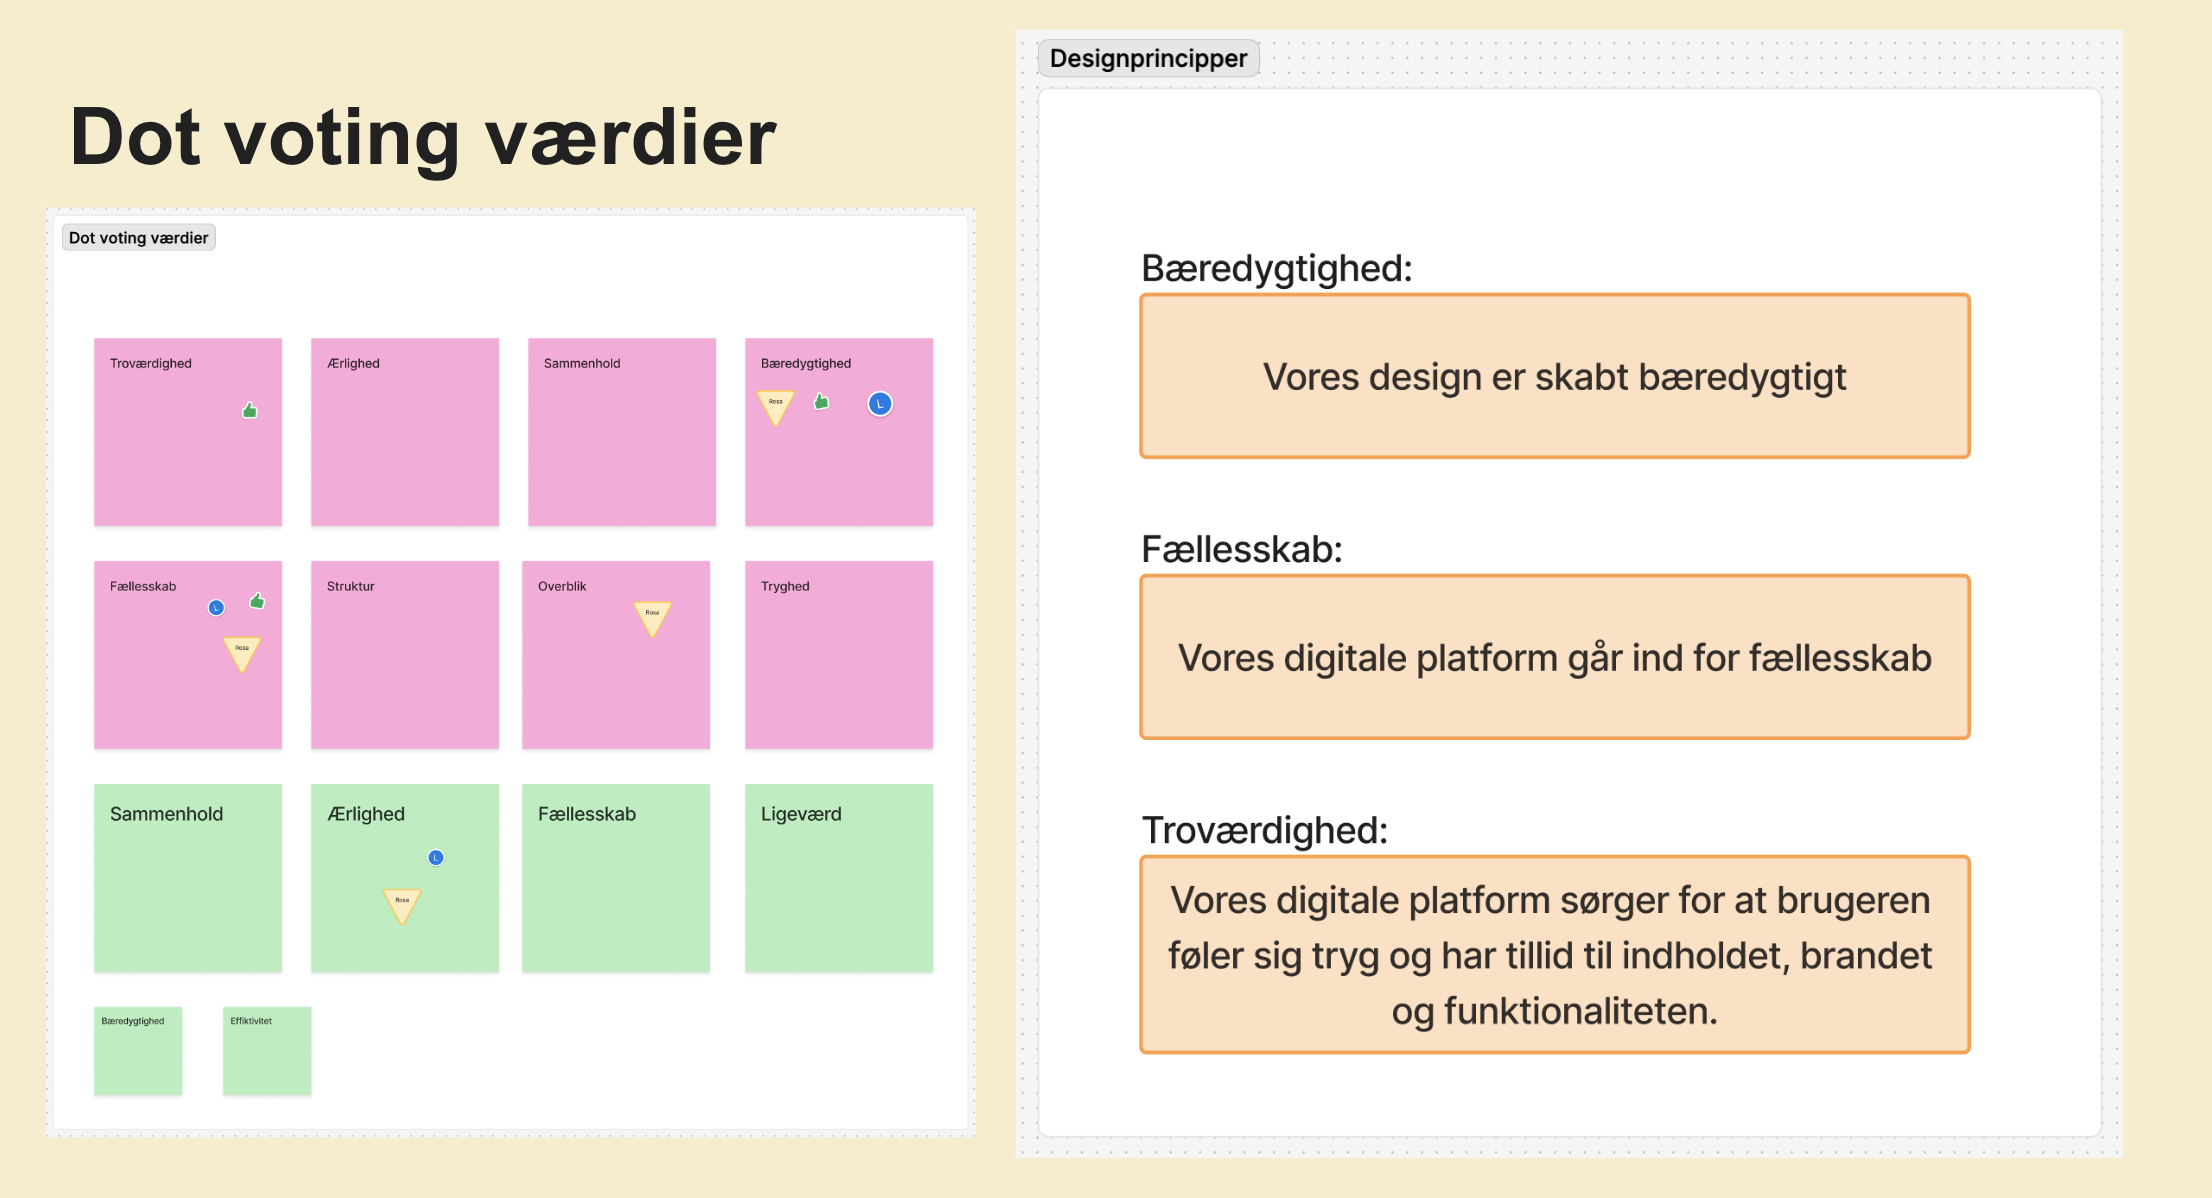 Dot voting værdier
Dot voting værdier
Troværdighed
Ærlighed
Sammenhold
Bæredygtighed
Rosa
L
Fællesskab
L
Rosa
Struktur
Overblik
Rosa
Tryghed
Sammenhold
Ærlighed
L
Rosa
Fællesskab
Ligeværd
Bæredygtighed
Effiktivitet
Designprincipper
Bæredygtighed:
Vores design er skabt bæredygtigt
Fællesskab:
Vores digitale platform går ind for fællesskab
Troværdighed:
Vores digitale platform sørger for at brugeren
føler sig tryg og har tillid til indholdet, brandet
og funktionaliteten.